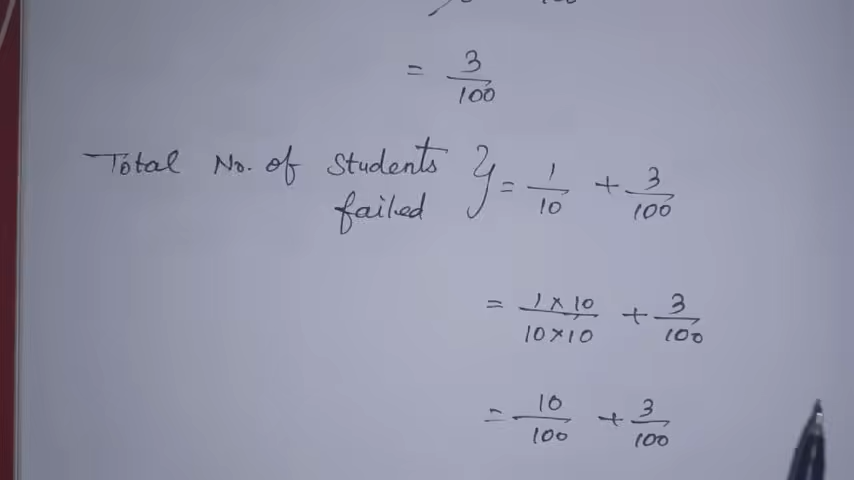 = 3/100
Total No. of Students failed } = 1/10 + 3/100
= 1 × 10/10 × 10 + 3/100
= 10/100 + 3/100